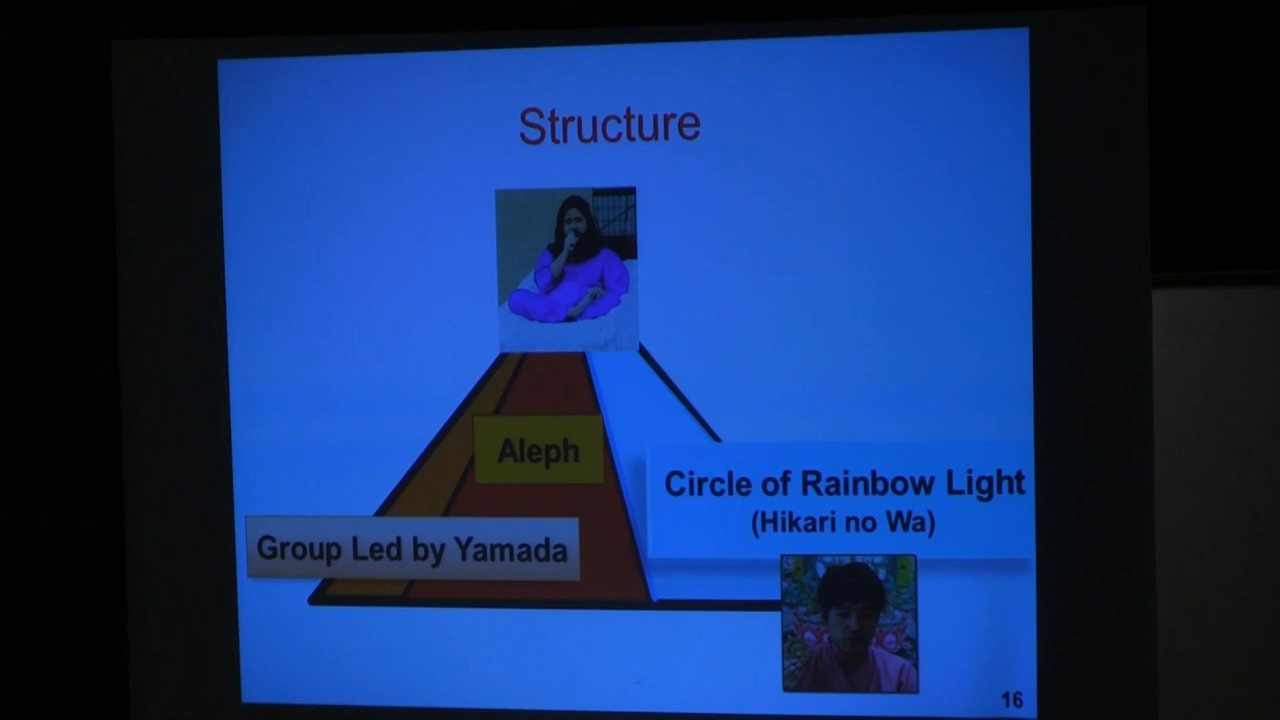 Structure
Aleph
Circle of Rainbow Light
(Hikari no Wa)
Group Led by Yamada
16